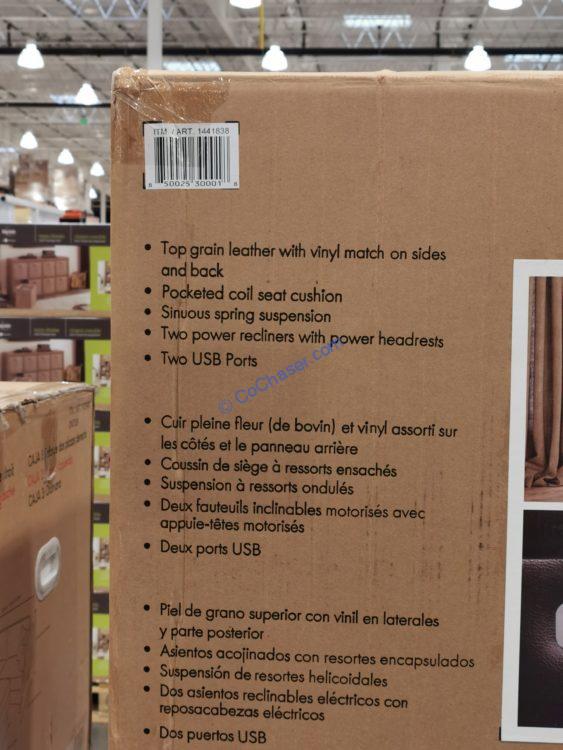 ITM. / ART. 1441838
8 50025 30001 8
• Top grain leather with vinyl match on sides
and back
• Pocketed coil seat cushion
• Sinuous spring suspension
• Two power recliners with power headrests
• Two USB Ports
© CoChaser.com
• Cuir pleine fleur (de bovin) et vinyl assorti sur
les côtés et le panneau arrière
• Coussin de siège à ressorts ensachés
• Suspension à ressorts ondulés
• Deux fauteuils inclinables motorisés avec
appuie-têtes motorisés
• Deux ports USB
• Piel de grano superior con vinil en laterales
y parte posterior
• Asientos acojinados con resortes encapsulados
• Suspensión de resortes helicoidales
• Dos asientos reclinables eléctricos con
reposacabezas eléctricos
• Dos puertos USB